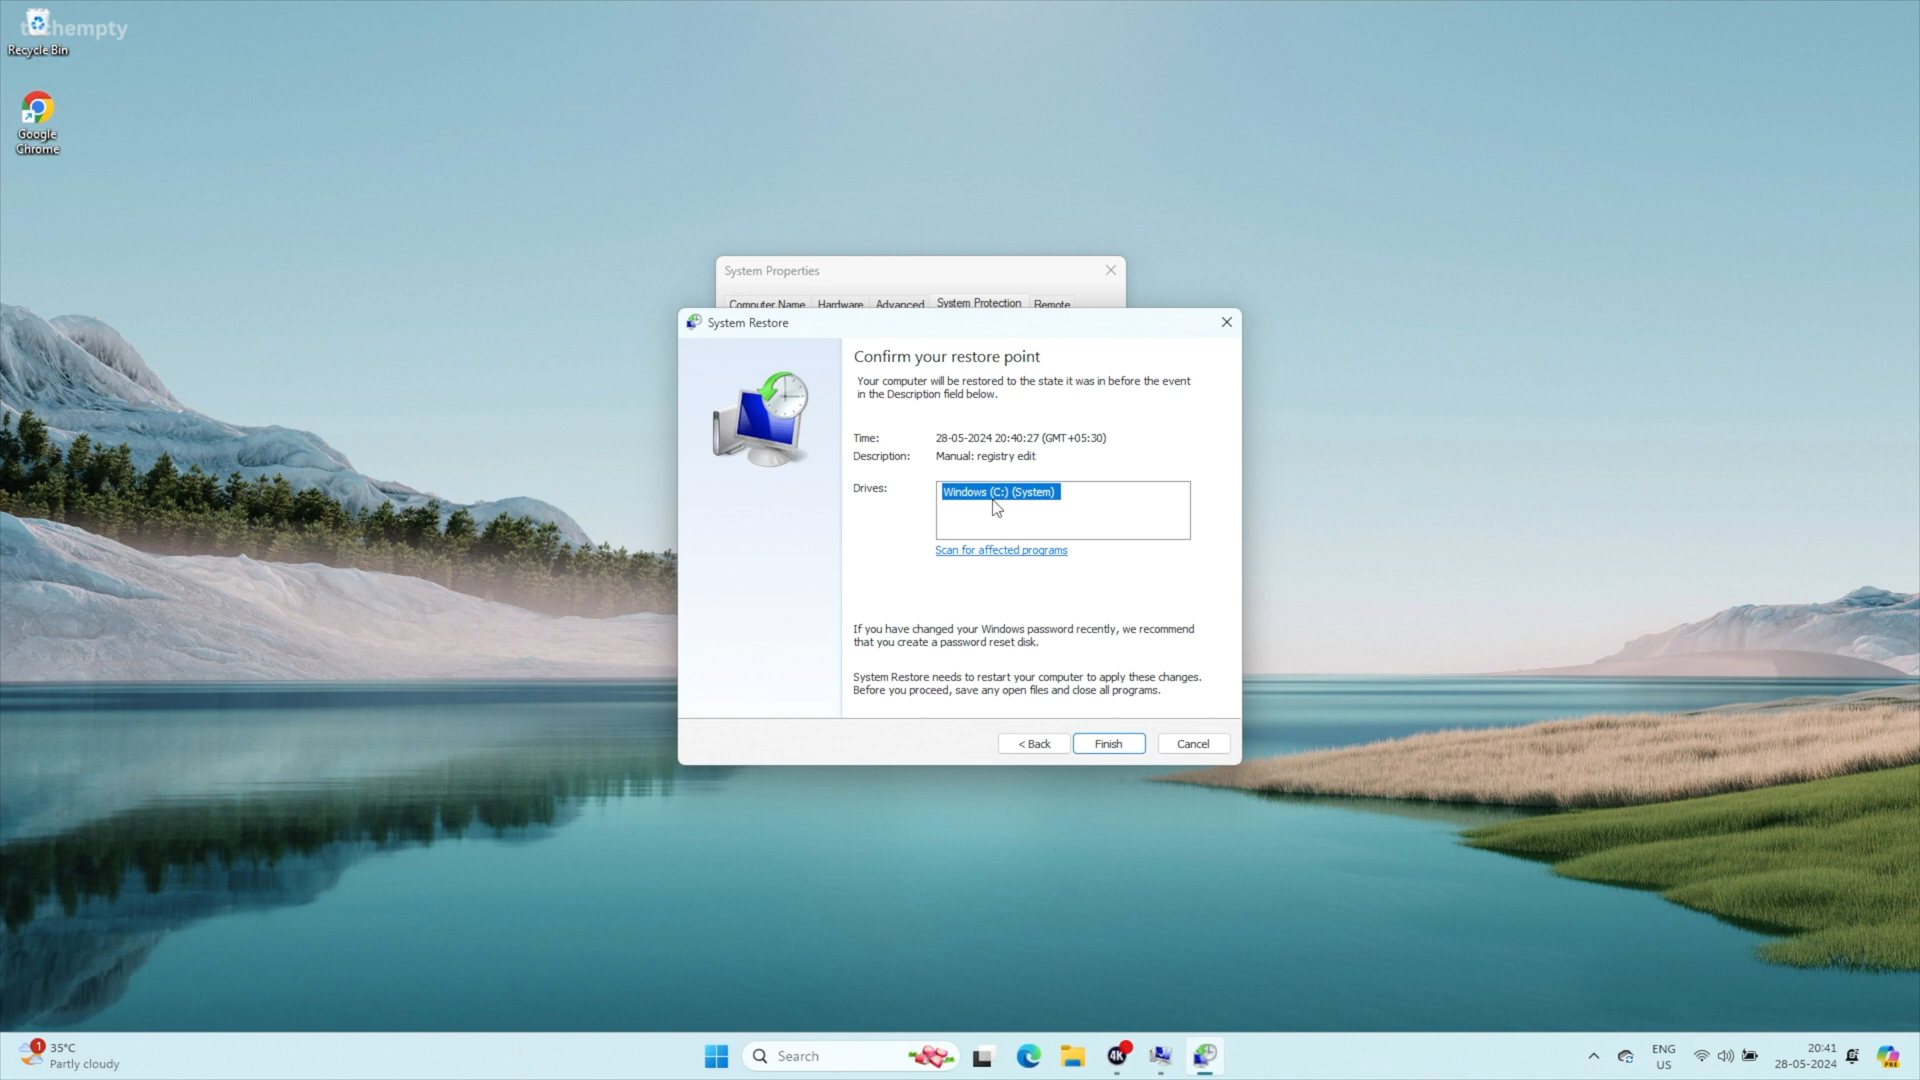 techempty
Recycle Bin
Google
Chrome
System Properties
Computer Name Hardware Advanced System Protection Remote
System Restore
Confirm your restore point
Your computer will be restored to the state it was in before the event
in the Description field below.
Time: 28-05-2024 20:40:27 (GMT+05:30)
Description: Manual: registry edit
Drives: Windows (C:) (System)
Scan for affected programs
If you have changed your Windows password recently, we recommend
that you create a password reset disk.
System Restore needs to restart your computer to apply these changes.
Before you proceed, save any open files and close all programs.
< Back Finish Cancel
1
35°C
Partly cloudy
Search
4K
ENG
US
20:41
28-05-2024
PRE